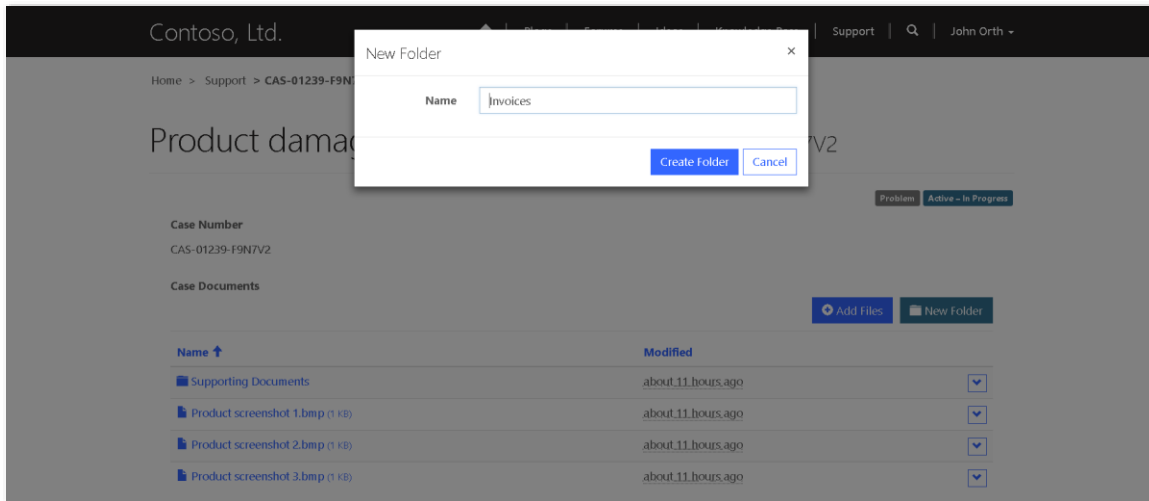 Contoso, Ltd.
Support
John Orth
New Folder
×
Home > Support > CAS-01239-F9N
Name
Invoices
Product dama
7V2
Create Folder
Cancel
Problem
Active – In Progress
Case Number
CAS-01239-F9N7V2
Case Documents
Add Files
New Folder
Name
Modified
Supporting Documents
about 11 hours ago
Product screenshot 1.bmp (1 KB)
about 11 hours ago
Product screenshot 2.bmp (1 KB)
about 11 hours ago
Product screenshot 3.bmp (1 KB)
about 11 hours ago